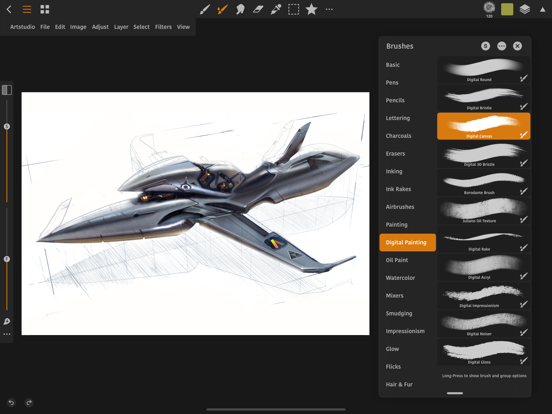 120
Artstudio File Edit Image Adjust Layer Select Filters View
Brushes
B
S
F
Basic
Pens
Pencils
Lettering
Charcoals
Erasers
Inking
Ink Rakes
Airbrushes
Painting
Digital Painting
Oil Paint
Watercolor
Mixers
Smudging
Impressionism
Glow
Flicks
Hair & Fur
Digital Round
Digital Bristle
Digital Canvas
Digital 3D Bristle
Borodante Brush
Juliano Oil Texture
Digital Rake
Digital Acryl
Digital Impressionism
Digital Noiser
Digital Gloss
Long-Press to show brush and group options